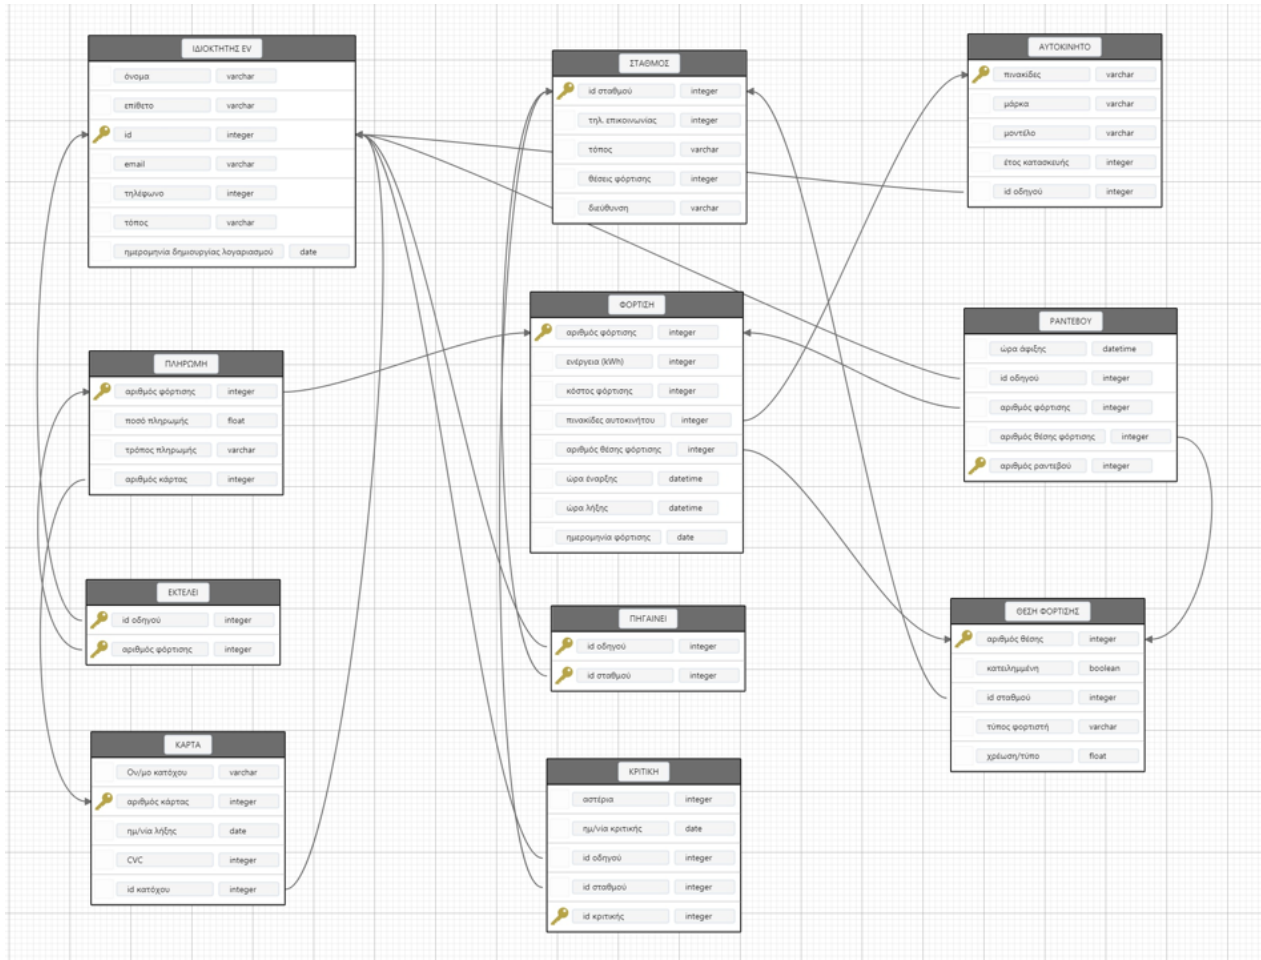 ΙΔΙΟΚΤΗΤΗΣ EV
όνομα varchar
επίθετο varchar
id integer
email varchar
τηλέφωνο integer
τόπος varchar
ημερομηνία δημιουργίας λογαριασμού date
ΣΤΑΘΜΟΣ
id σταθμού integer
τηλ. επικοινωνίας integer
τόπος varchar
θέσεις φόρτισης integer
διεύθυνση varchar
ΑΥΤΟΚΙΝΗΤΟ
πινακίδες varchar
μάρκα varchar
μοντέλο varchar
έτος κατασκευής integer
id οδηγού integer
ΠΛΗΡΩΜΗ
αριθμός φόρτισης integer
ποσό πληρωμής float
τρόπος πληρωμής varchar
αριθμός κάρτας integer
ΦΟΡΤΙΣΗ
αριθμός φόρτισης integer
ενέργεια (kWh) integer
κόστος φόρτισης integer
πινακίδες αυτοκινήτου integer
αριθμός θέσης φόρτισης integer
ώρα έναρξης datetime
ώρα λήξης datetime
ημερομηνία φόρτισης date
ΡΑΝΤΕΒΟΥ
ώρα άφιξης datetime
id οδηγού integer
αριθμός φόρτισης integer
αριθμός θέσης φόρτισης integer
αριθμός ραντεβού integer
ΕΚΤΕΛΕΙ
id οδηγού integer
αριθμός φόρτισης integer
ΠΗΓΑΙΝΕΙ
id οδηγού integer
id σταθμού integer
ΘΕΣΗ ΦΟΡΤΙΣΗΣ
αριθμός θέσης integer
κατειλημμένη boolean
id σταθμού integer
τύπος φορτιστή varchar
χρέωση/τύπο float
ΚΑΡΤΑ
Ον/μο κατόχου varchar
αριθμός κάρτας integer
ημ/νία λήξης date
CVC integer
id κατόχου integer
ΚΡΙΤΙΚΗ
αστέρια integer
ημ/νία κριτικής date
id οδηγού integer
id σταθμού integer
id κριτικής integer